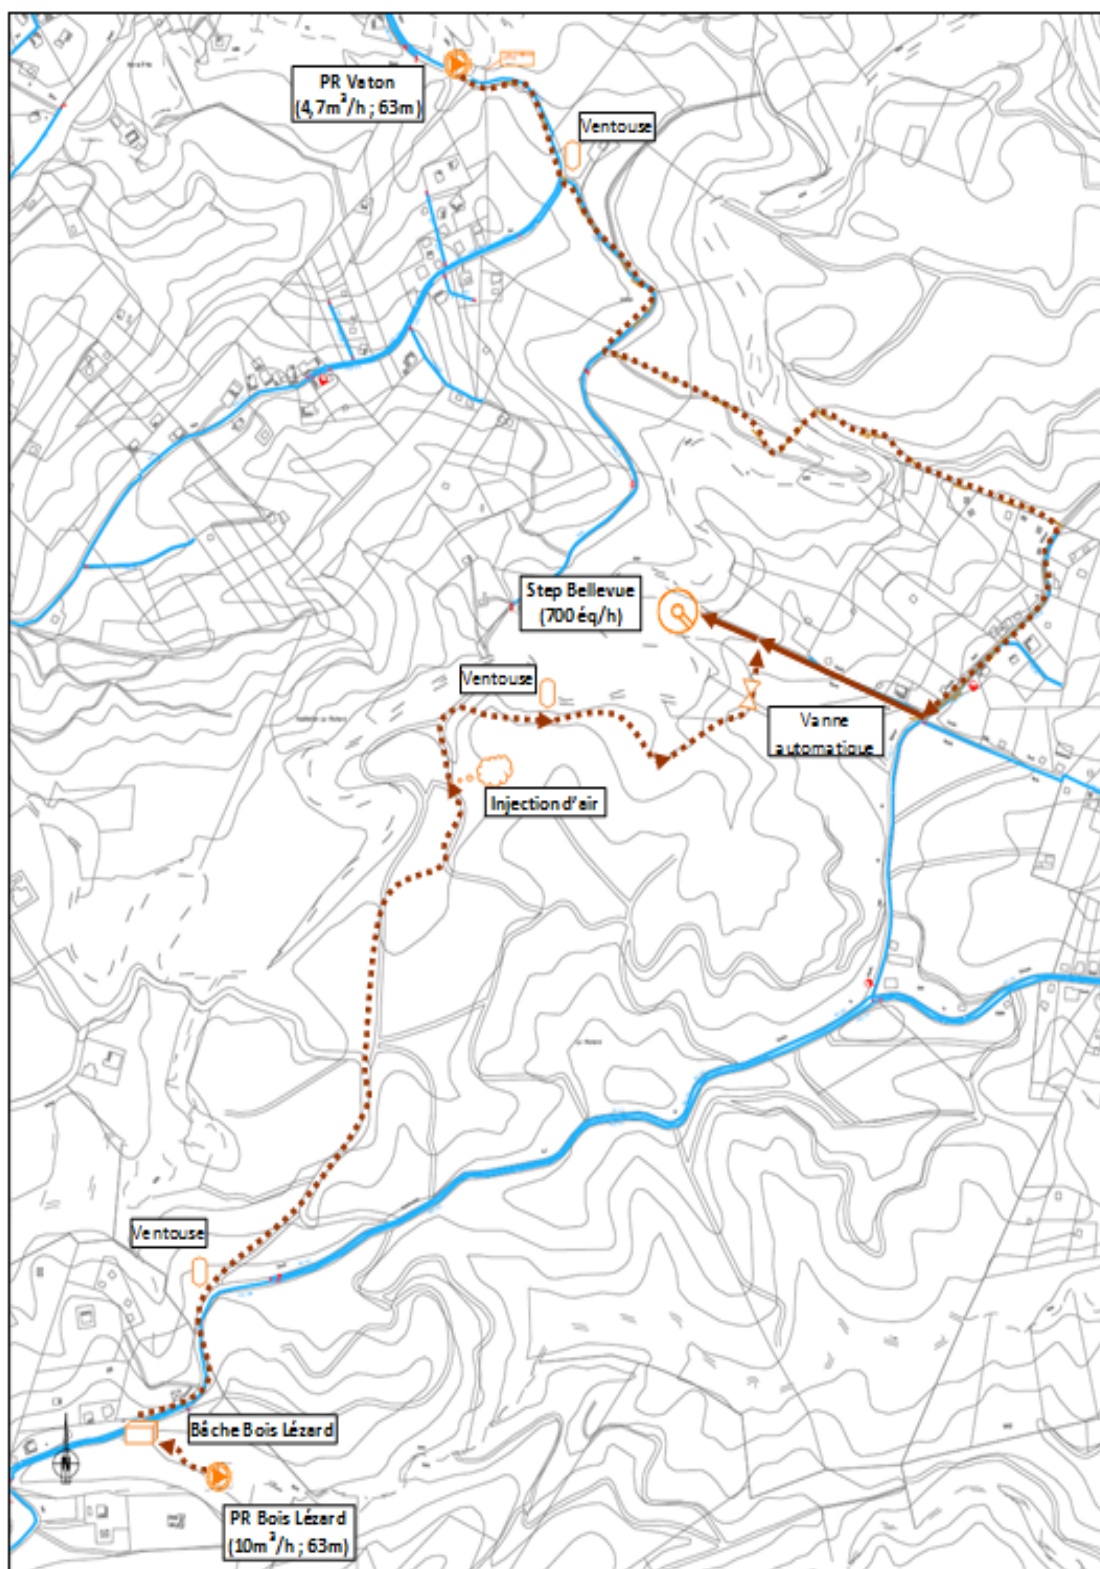 PR Vaton
(4,7m³/h ; 63m)
Ventouse
Step Bellevue
(700 éq/h)
Ventouse
Vanne
automatique
Injection d'air
Ventouse
Bâche Bois Lézard
N
PR Bois Lézard
(10m³/h ; 63m)